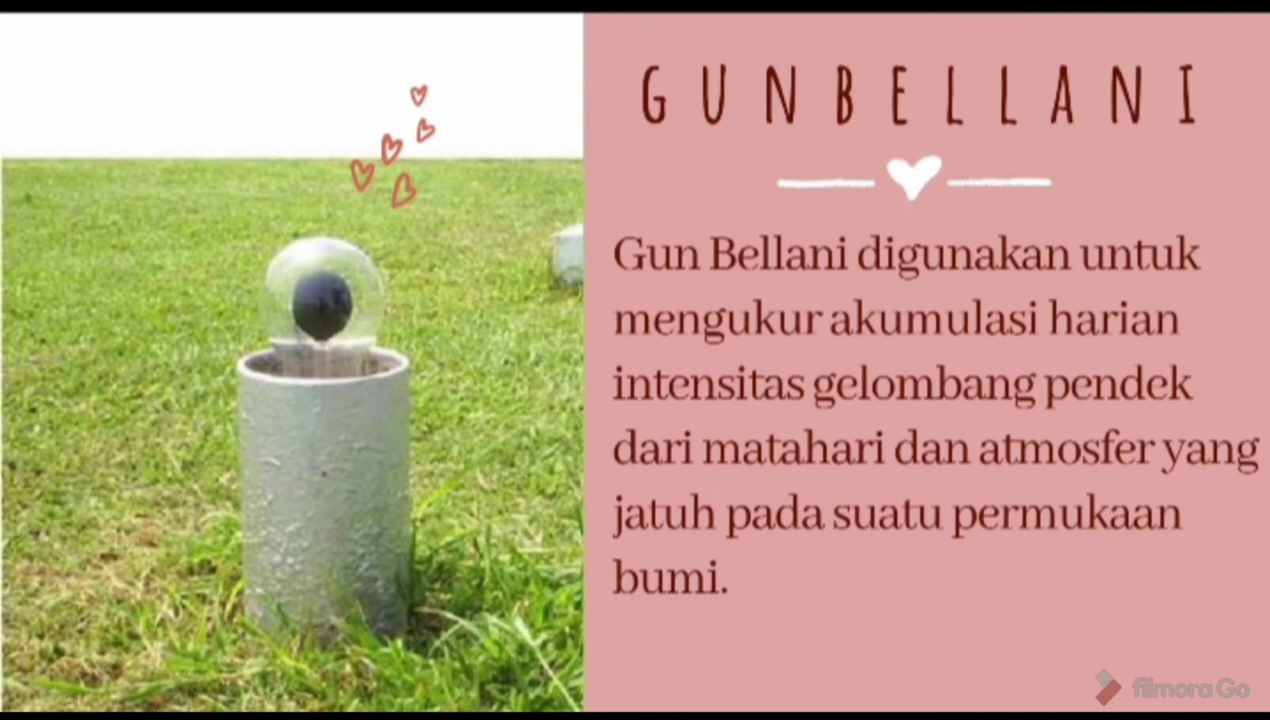 GUNBELLANI
Gun Bellani digunakan untuk
mengukur akumulasi harian
intensitas gelombang pendek
dari matahari dan atmosfer yang
jatuh pada suatu permukaan
bumi.
filmora Go